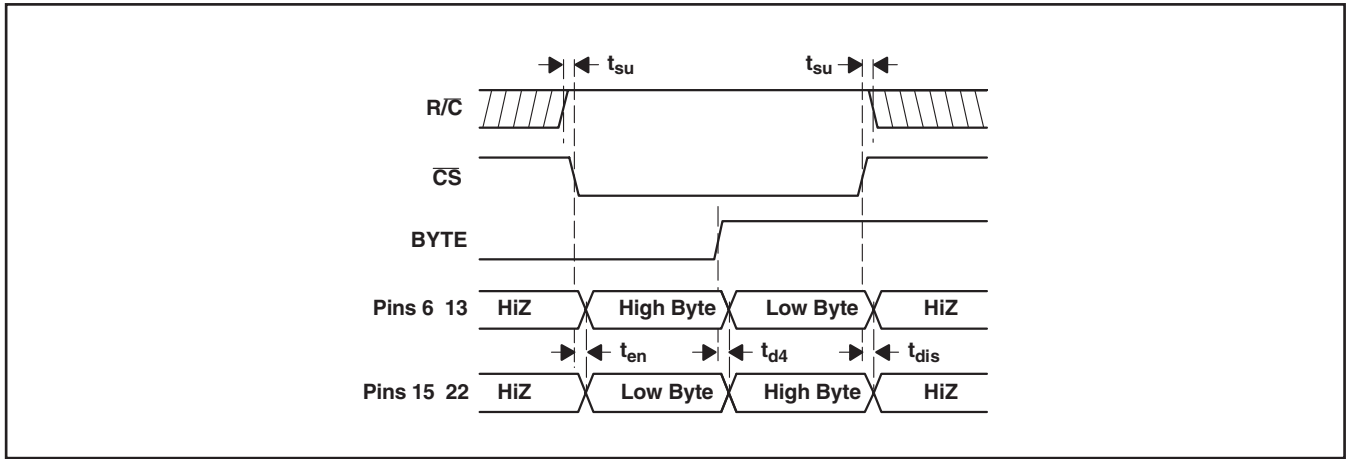 tsu tsu
R/C̅
C̅S̅
BYTE
Pins 6 13 HiZ High Byte Low Byte HiZ
ten td4 tdis
Pins 15 22 HiZ Low Byte High Byte HiZ